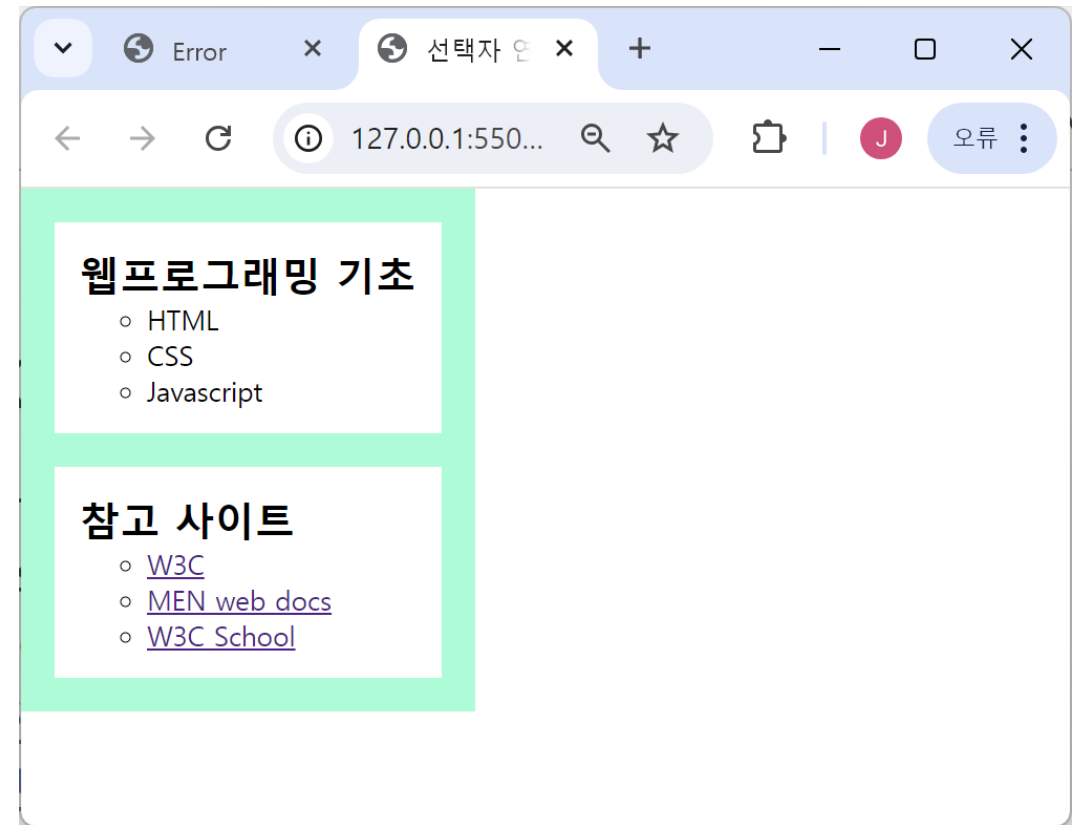 Error
선택자 연
127.0.0.1:550...
J
오류
웹프로그래밍 기초
HTML
CSS
Javascript
참고 사이트
W3C
MEN web docs
W3C School